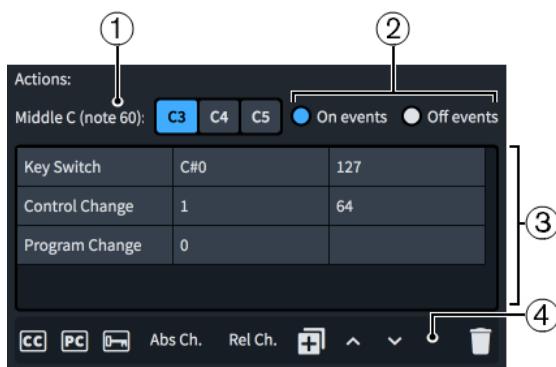 1 2
Actions:
Middle C (note 60): C3 C4 C5 On events Off events
Key Switch C#0 127
Control Change 1 64
Program Change 0
3
4
CC PC Abs Ch. Rel Ch.